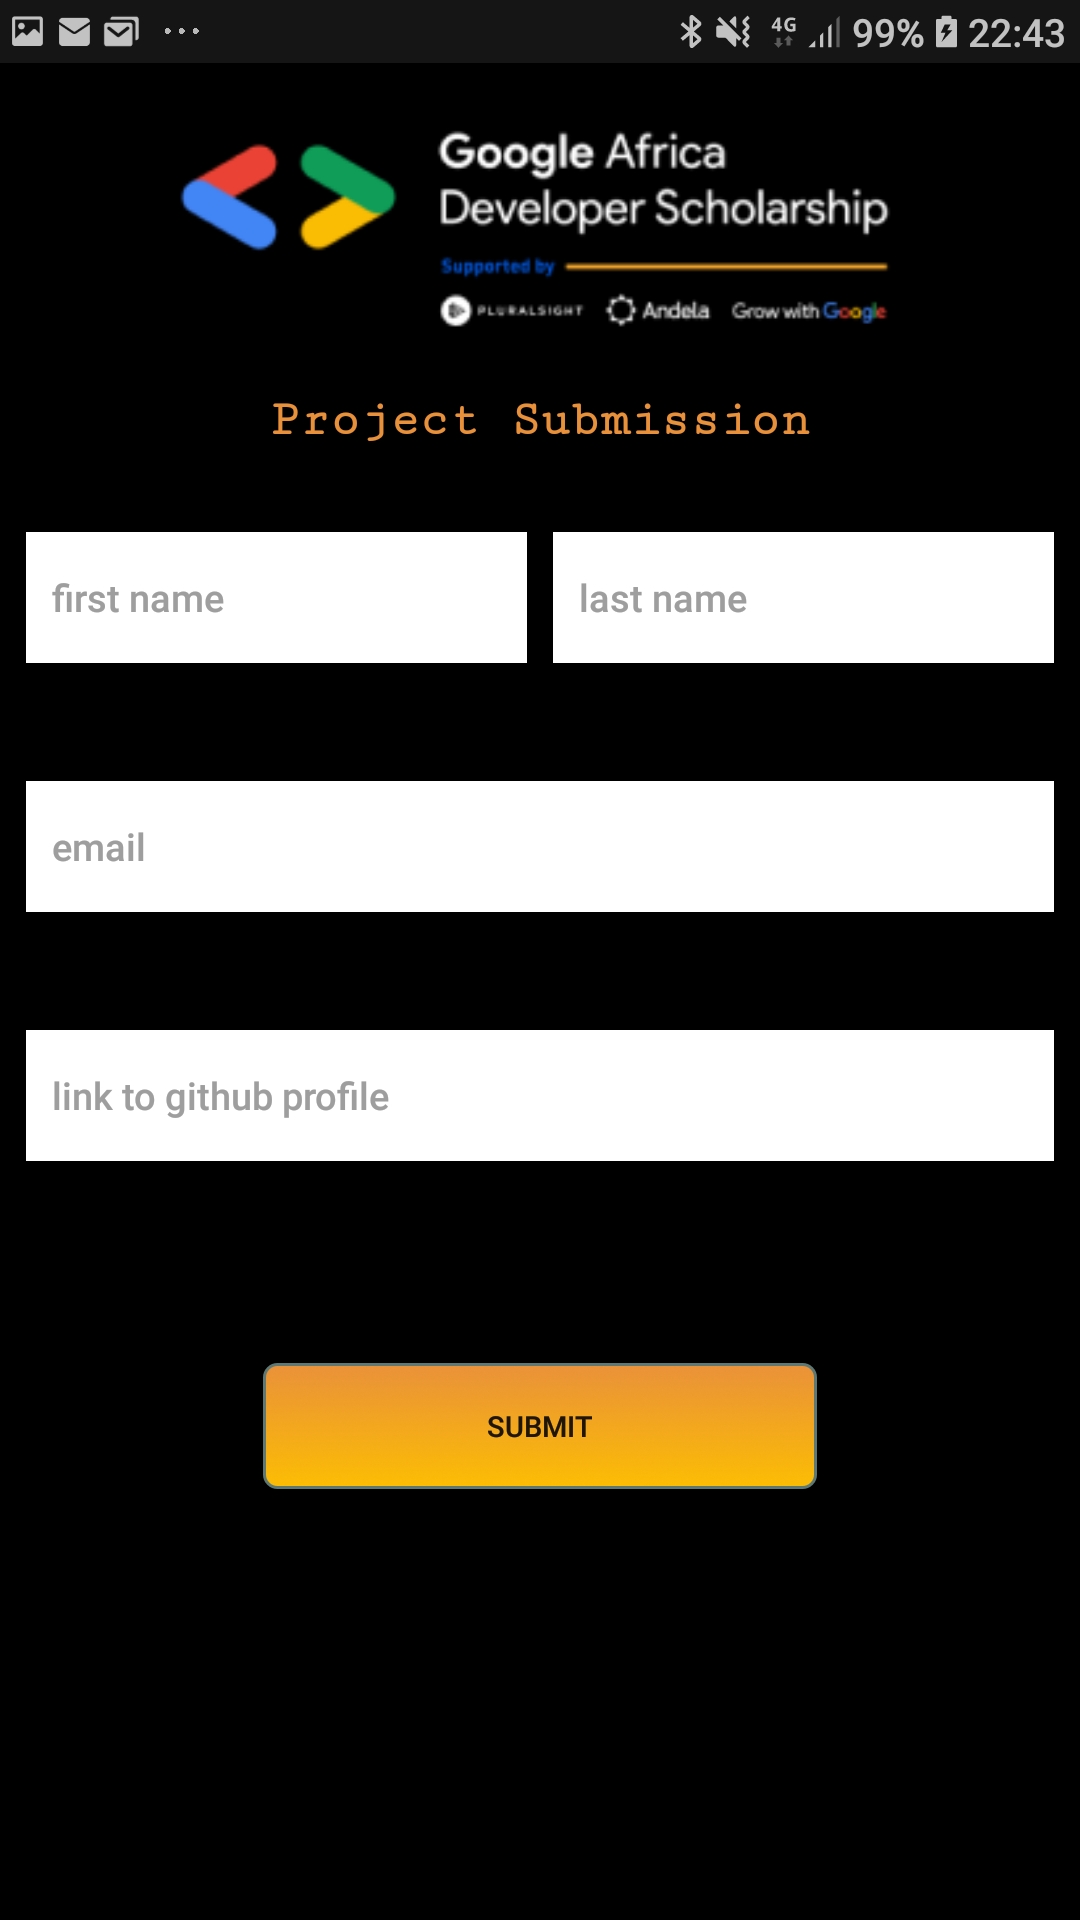 4G 99% 22:43
Google Africa
Developer Scholarship
Supported by
PLURALSIGHT Andela Grow with Google
Project Submission
first name last name
email
link to github profile
SUBMIT